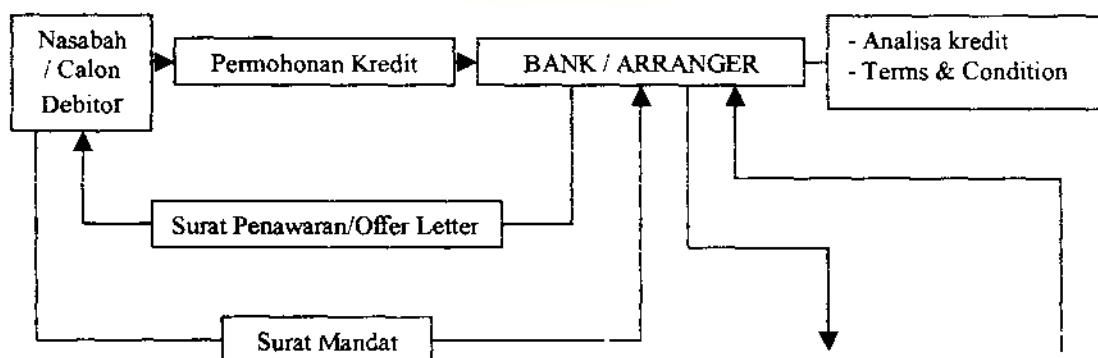 Nasabah
/ Calon
Debitor
Permohonan Kredit
BANK / ARRANGER
- Analisa kredit
- Terms & Condition
Surat Penawaran/Offer Letter
Surat Mandat